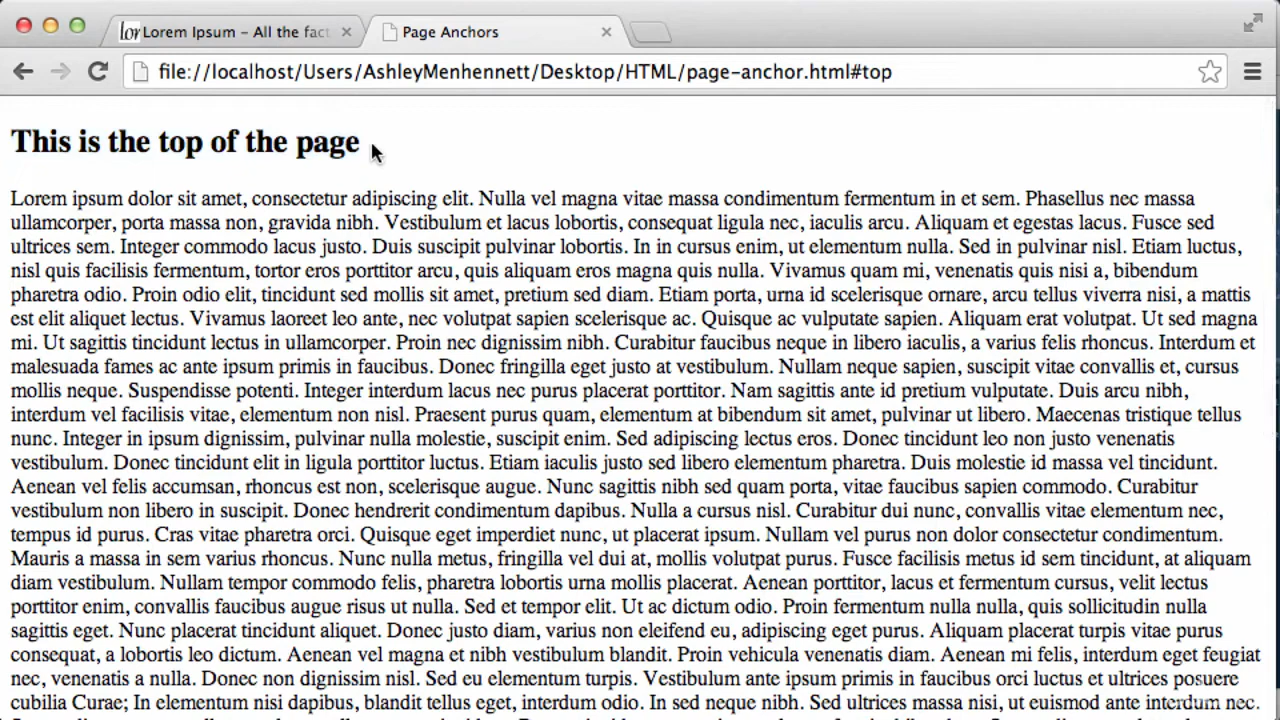 lor Lorem Ipsum – All the fact
Page Anchors
file://localhost/Users/AshleyMenhennett/Desktop/HTML/page-anchor.html#top
This is the top of the page
Lorem ipsum dolor sit amet, consectetur adipiscing elit. Nulla vel magna vitae massa condimentum fermentum in et sem. Phasellus nec massa
ullamcorper, porta massa non, gravida nibh. Vestibulum et lacus lobortis, consequat ligula nec, iaculis arcu. Aliquam et egestas lacus. Fusce sed
ultrices sem. Integer commodo lacus justo. Duis suscipit pulvinar lobortis. In in cursus enim, ut elementum nulla. Sed in pulvinar nisl. Etiam luctus,
nisl quis facilisis fermentum, tortor eros porttitor arcu, quis aliquam eros magna quis nulla. Vivamus quam mi, venenatis quis nisi a, bibendum
pharetra odio. Proin odio elit, tincidunt sed mollis sit amet, pretium sed diam. Etiam porta, urna id scelerisque ornare, arcu tellus viverra nisi, a mattis
est elit aliquet lectus. Vivamus laoreet leo ante, nec volutpat sapien scelerisque ac. Quisque ac vulputate sapien. Aliquam erat volutpat. Ut sed magna
mi. Ut sagittis tincidunt lectus in ullamcorper. Proin nec dignissim nibh. Curabitur faucibus neque in libero iaculis, a varius felis rhoncus. Interdum et
malesuada fames ac ante ipsum primis in faucibus. Donec fringilla eget justo at vestibulum. Nullam neque sapien, suscipit vitae convallis et, cursus
mollis neque. Suspendisse potenti. Integer interdum lacus nec purus placerat porttitor. Nam sagittis ante id pretium vulputate. Duis arcu nibh,
interdum vel facilisis vitae, elementum non nisl. Praesent purus quam, elementum at bibendum sit amet, pulvinar ut libero. Maecenas tristique tellus
nunc. Integer in ipsum dignissim, pulvinar nulla molestie, suscipit enim. Sed adipiscing lectus eros. Donec tincidunt leo non justo venenatis
vestibulum. Donec tincidunt elit in ligula porttitor luctus. Etiam iaculis justo sed libero elementum pharetra. Duis molestie id massa vel tincidunt.
Aenean vel felis accumsan, rhoncus est non, scelerisque augue. Nunc sagittis nibh sed quam porta, vitae faucibus sapien commodo. Curabitur
vestibulum non libero in suscipit. Donec hendrerit condimentum dapibus. Nulla a cursus nisl. Curabitur dui nunc, convallis vitae elementum nec,
tempus id purus. Cras vitae pharetra orci. Quisque eget imperdiet nunc, ut placerat ipsum. Nullam vel purus non dolor consectetur condimentum.
Mauris a massa in sem varius rhoncus. Nunc nulla metus, fringilla vel dui at, mollis volutpat purus. Fusce facilisis metus id sem tincidunt, at aliquam
diam vestibulum. Nullam tempor commodo felis, pharetra lobortis urna mollis placerat. Aenean porttitor, lacus et fermentum cursus, velit lectus
porttitor enim, convallis faucibus augue risus ut nulla. Sed et tempor elit. Ut ac dictum odio. Proin fermentum nulla nulla, quis sollicitudin nulla
sagittis eget. Nunc placerat tincidunt aliquet. Donec justo diam, varius non eleifend eu, adipiscing eget purus. Aliquam placerat turpis vitae purus
consequat, a lobortis leo dictum. Aenean vel magna et nibh vestibulum blandit. Proin vehicula venenatis diam. Aenean mi felis, interdum eget feugiat
nec, venenatis a nulla. Donec non dignissim nisl. Sed eu elementum turpis. Vestibulum ante ipsum primis in faucibus orci luctus et ultrices posuere
cubilia Curae; In elementum nisi dapibus, blandit tellus eget, interdum odio. In sed neque nibh. Sed ultrices massa nisi, ut euismod ante interdum nec.